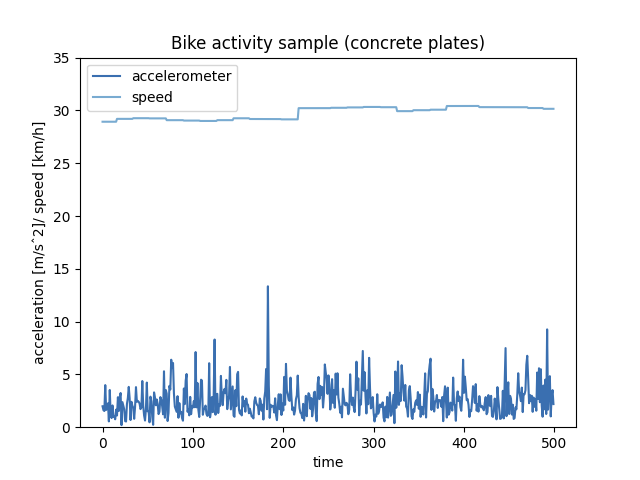 Bike activity sample (concrete plates)
accelerometer
speed
acceleration [m/s^2]/ speed [km/h]
35
30
25
20
15
10
5
0
0 100 200 300 400 500
time